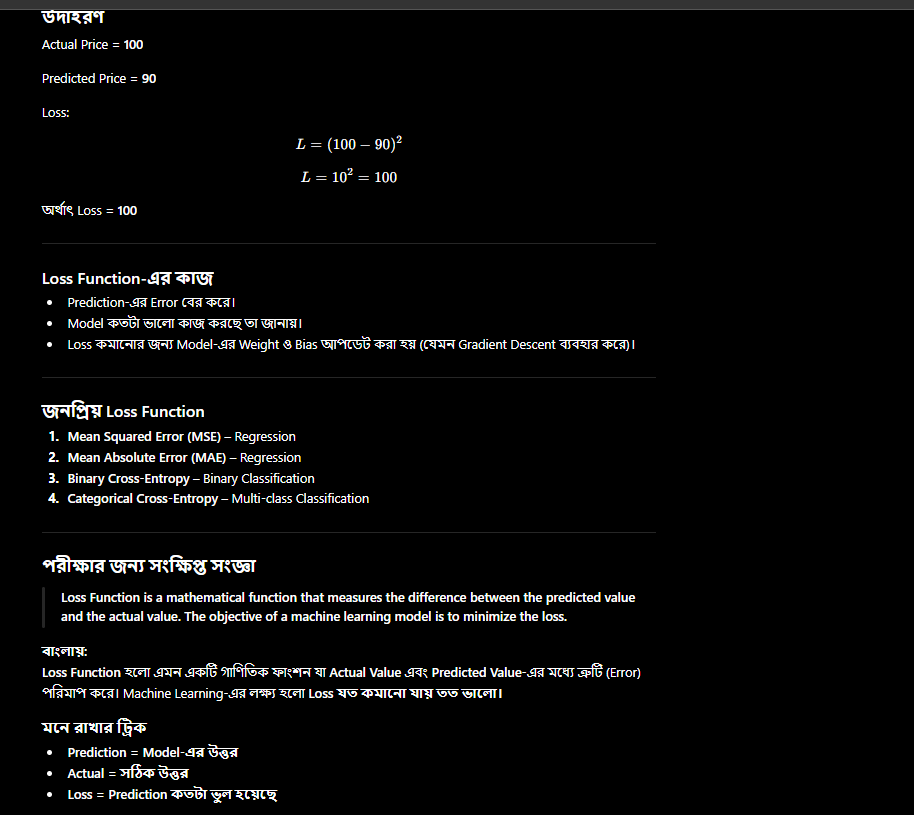 উদাহরণ
Actual Price = 100
Predicted Price = 90
Loss:
L = (100 − 90)²
L = 10² = 100
অর্থাৎ Loss = 100
Loss Function-এর কাজ
• Prediction-এর Error বের করে।
• Model কতটা ভালো কাজ করছে তা জানায়।
• Loss কমানোর জন্য Model-এর Weight ও Bias আপডেট করা হয় (যেমন Gradient Descent ব্যবহার করে)।
জনপ্রিয় Loss Function
1. Mean Squared Error (MSE) – Regression
2. Mean Absolute Error (MAE) – Regression
3. Binary Cross-Entropy – Binary Classification
4. Categorical Cross-Entropy – Multi-class Classification
পরীক্ষার জন্য সংক্ষিপ্ত সংজ্ঞা
Loss Function is a mathematical function that measures the difference between the predicted value
and the actual value. The objective of a machine learning model is to minimize the loss.
বাংলায়:
Loss Function হলো এমন একটি গাণিতিক ফাংশন যা Actual Value এবং Predicted Value-এর মধ্যে ত্রুটি (Error)
পরিমাপ করে। Machine Learning-এর লক্ষ্য হলো Loss যত কমানো যায় তত ভালো।
মনে রাখার ট্রিক
• Prediction = Model-এর উত্তর
• Actual = সঠিক উত্তর
• Loss = Prediction কতটা ভুল হয়েছে